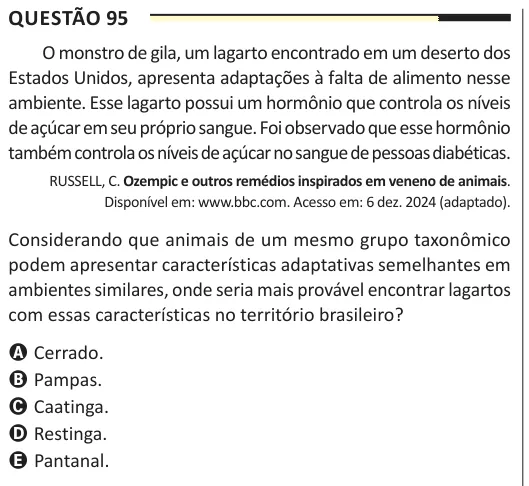 QUESTÃO 95
O monstro de gila, um lagarto encontrado em um deserto dos
Estados Unidos, apresenta adaptações à falta de alimento nesse
ambiente. Esse lagarto possui um hormônio que controla os níveis
de açúcar em seu próprio sangue. Foi observado que esse hormônio
também controla os níveis de açúcar no sangue de pessoas diabéticas.
RUSSELL, C. Ozempic e outros remédios inspirados em veneno de animais.
Disponível em: www.bbc.com. Acesso em: 6 dez. 2024 (adaptado).
Considerando que animais de um mesmo grupo taxonômico
podem apresentar características adaptativas semelhantes em
ambientes similares, onde seria mais provável encontrar lagartos
com essas características no território brasileiro?
A Cerrado.
B Pampas.
C Caatinga.
D Restinga.
E Pantanal.